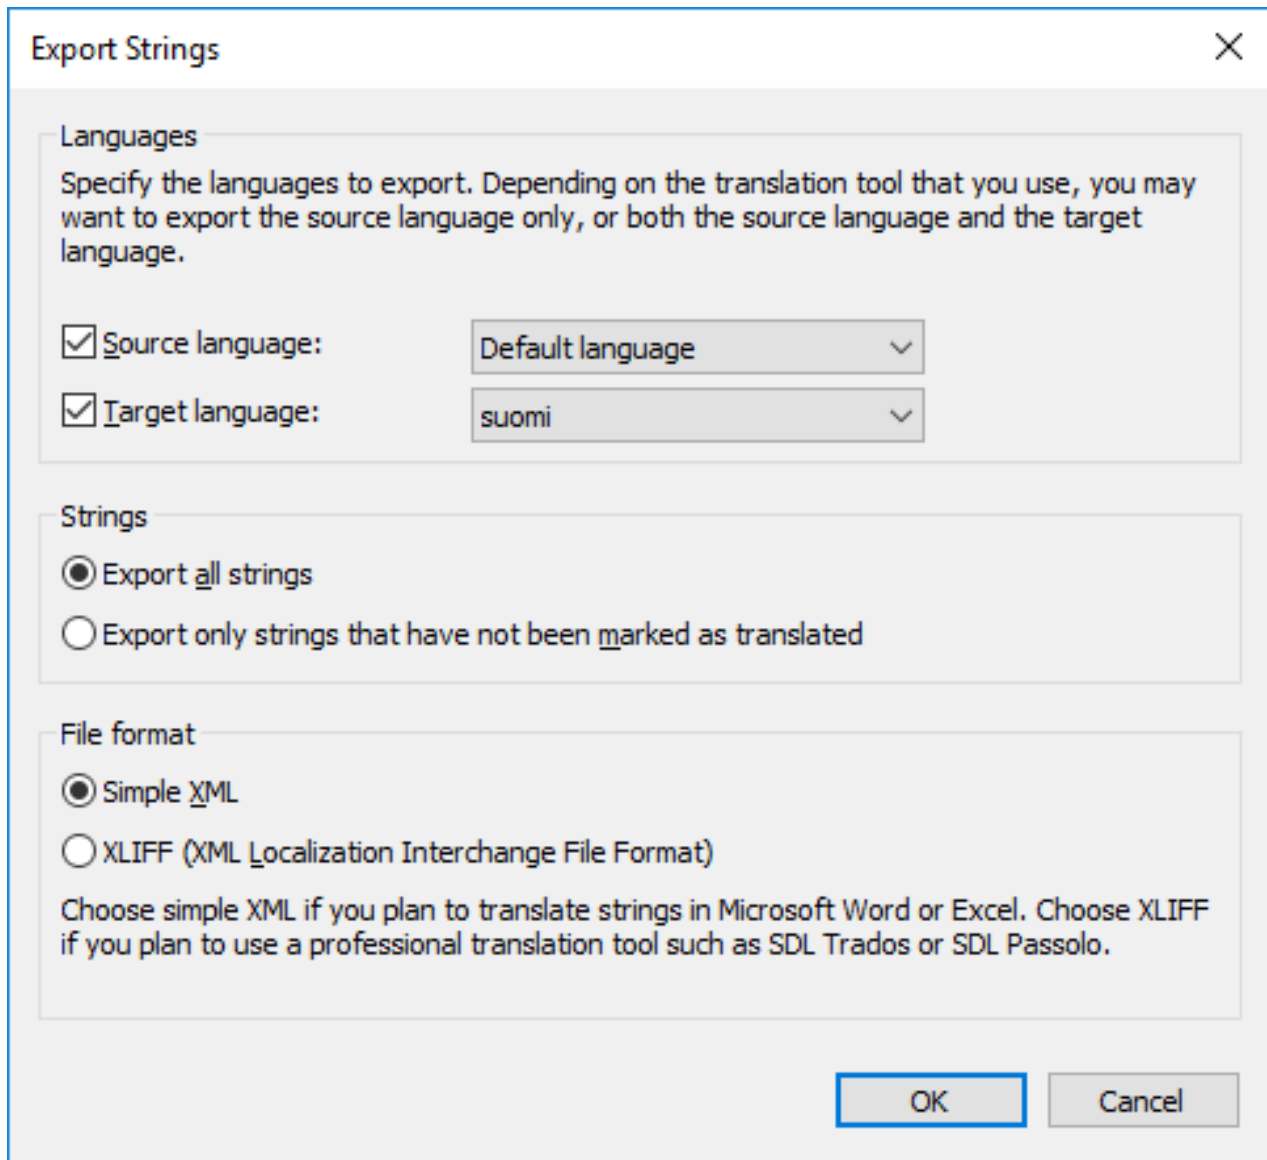 Export Strings
Languages
Specify the languages to export. Depending on the translation tool that you use, you may
want to export the source language only, or both the source language and the target
language.
Source language:
Default language
Target language:
suomi
Strings
Export all strings
Export only strings that have not been marked as translated
File format
Simple XML
XLIFF (XML Localization Interchange File Format)
Choose simple XML if you plan to translate strings in Microsoft Word or Excel. Choose XLIFF
if you plan to use a professional translation tool such as SDL Trados or SDL Passolo.
OK
Cancel